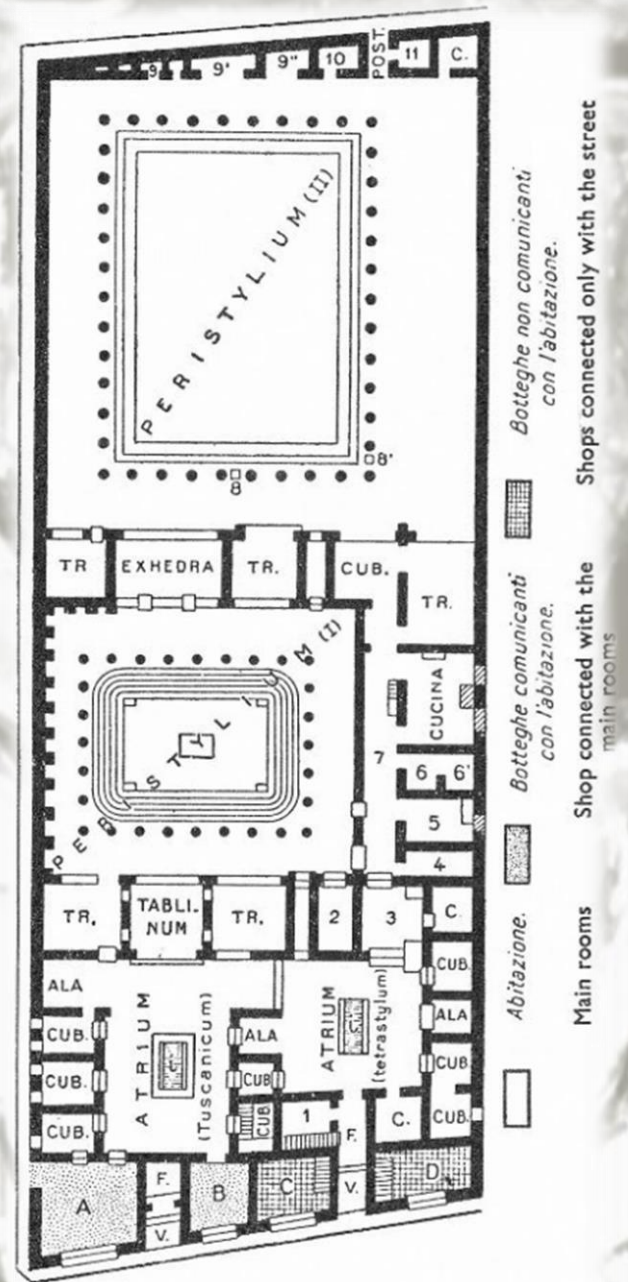 9 9' 9" 10 POST. 11 C.
PERISTYLIUM (II)
8'
8
TR EXHEDRA TR. CUB.
TR.
PERISTYLIUM (I)
CUCINA
7
6 6'
5
4
TR. TABLI. NUM TR. 2 3 C.
CUB.
ALA
ATRIUM (Tuscanicum)
ATRIUM (tetrastylum)
CUB. ALA ALA
CUB. CUB CUB
CUB. CUB 1 F. C. CUB.
A F. B C V. D
V.
Botteghe non comunicanti
con l'abitazione.
Shops connected only with the street
Botteghe comunicanti
con l'abitazione.
Shop connected with the
main rooms
Abitazione.
Main rooms